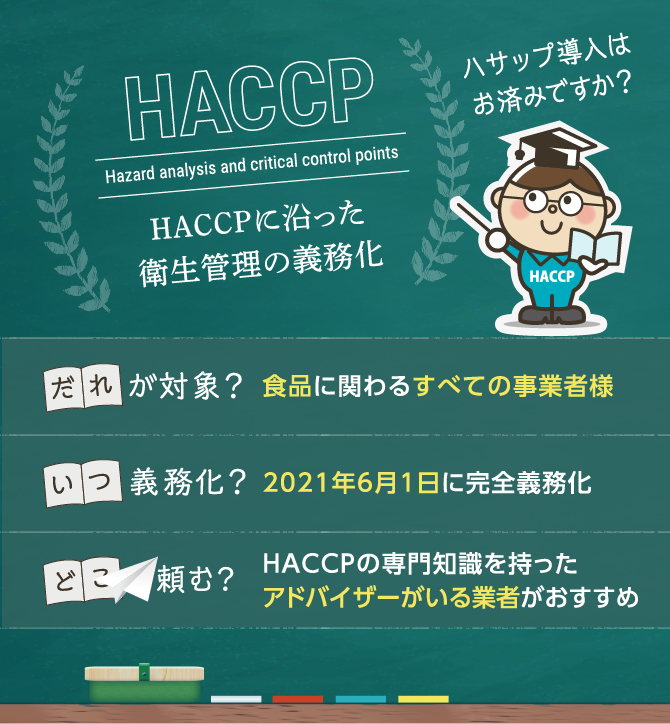 ハサップ導入は
お済みですか?
HACCP
Hazard analysis and critical control points
HACCPに沿った
衛生管理の義務化
HACCP
だれが対象? 食品に関わるすべての事業者様
いつ義務化? 2021年6月1日に完全義務化
どこ頼む? HACCPの専門知識を持った
アドバイザーがいる業者がおすすめ